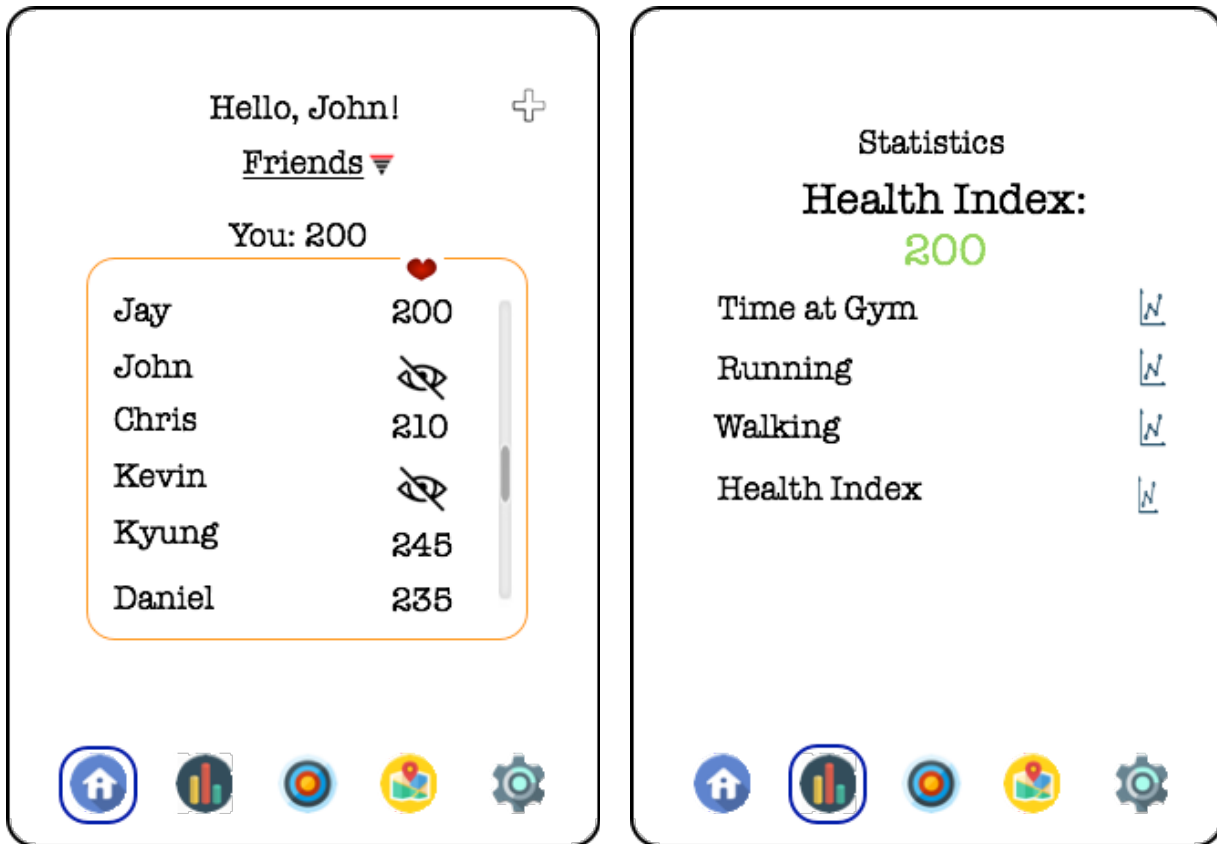 Hello, John!
Friends
You: 200
Jay 200
John
Chris 210
Kevin
Kyung 245
Daniel 235
Statistics
Health Index:
200
Time at Gym
Running
Walking
Health Index